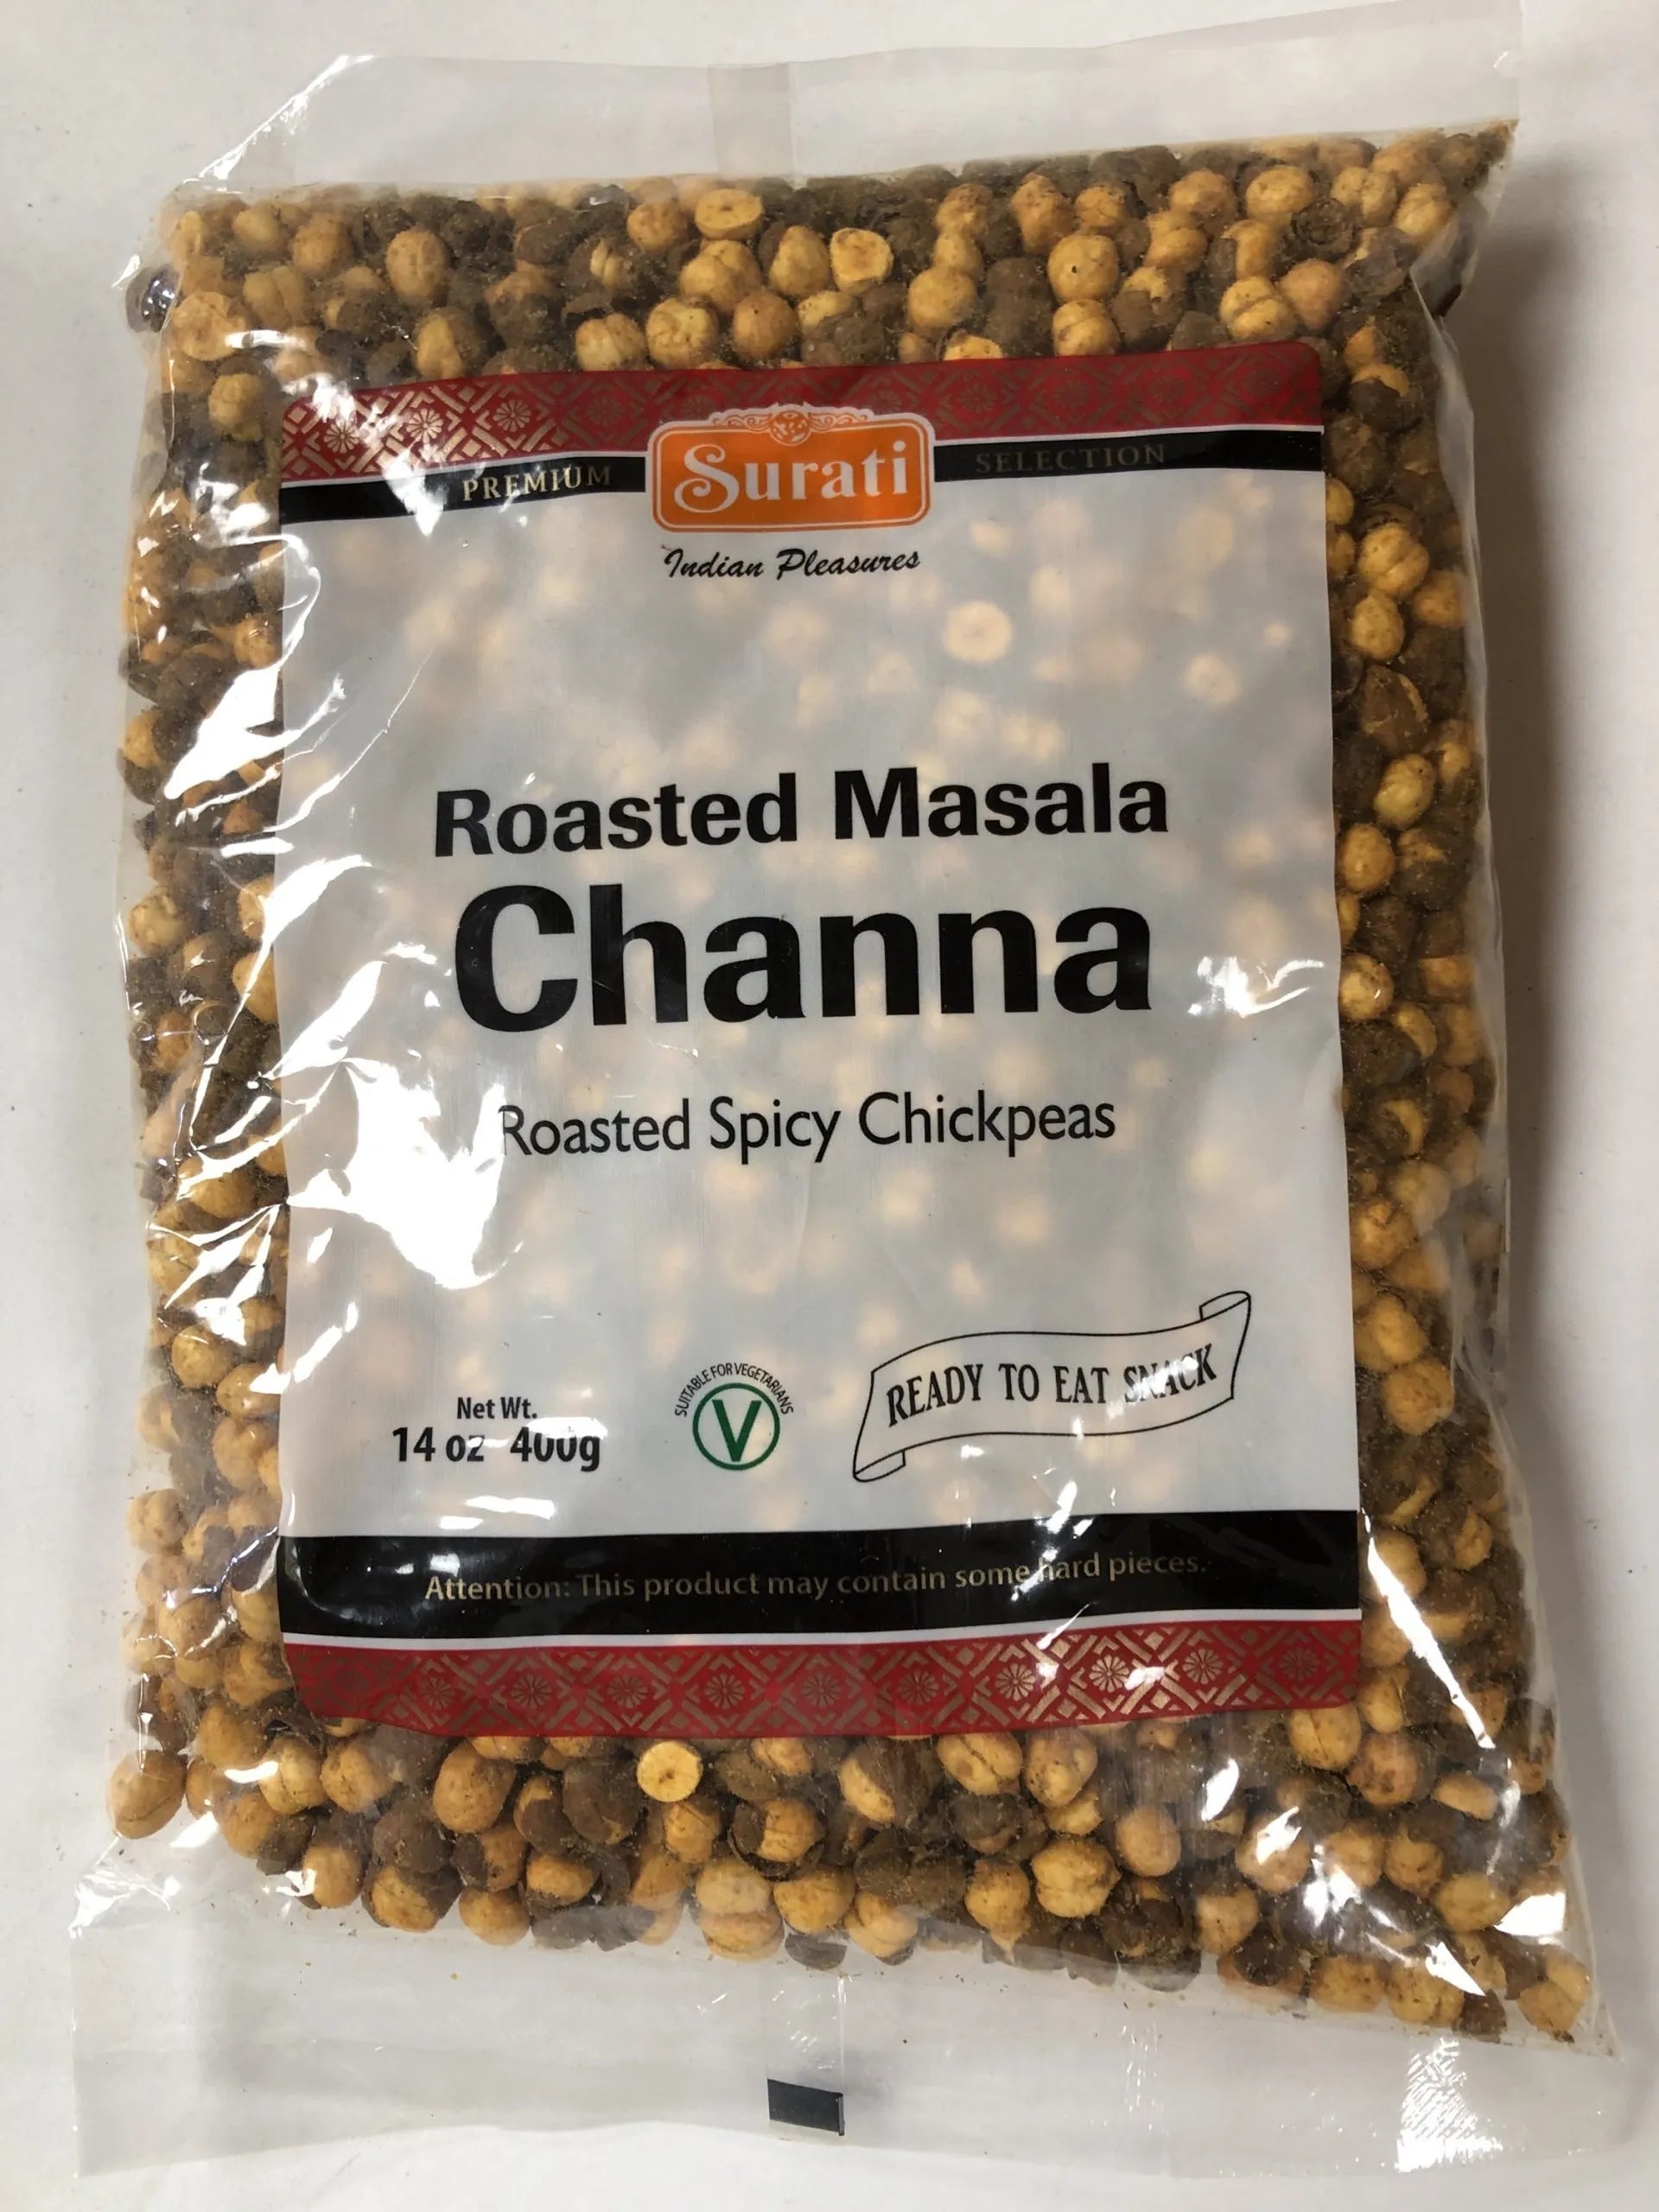 PREMIUM Surati SELECTION
Indian Pleasures
Roasted Masala
Channa
Roasted Spicy Chickpeas
Net Wt.
14 oz 400g
SUITABLE FOR VEGETARIANS
V
READY TO EAT SNACK
Attention: This product may contain some hard pieces.